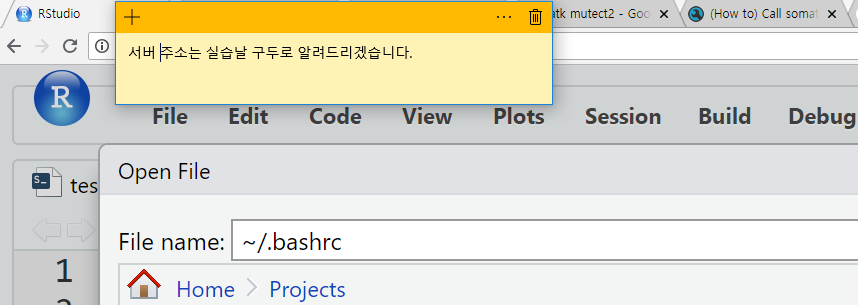 RStudio
atk mutect2 - Goo
(How to) Call somat
서버 주소는 실습날 구두로 알려드리겠습니다.
R
File Edit Code View Plots Session Build Debug
Open File
tes
File name: ~/.bashrc
1
Home Projects